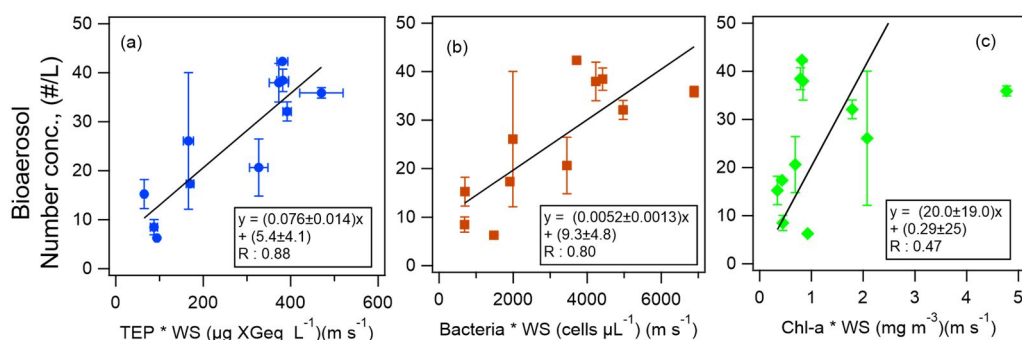 Bioaerosol
Number conc., (#/L)
50
40
30
20
10
0
(a)
y = (0.076±0.014)x
+ (5.4±4.1)
R : 0.88
0 200 400 600
TEP * WS (µg XGeq L⁻¹)(m s⁻¹)
50
40
30
20
10
0
(b)
y = (0.0052±0.0013)x
+ (9.3±4.8)
R : 0.80
0 2000 4000 6000
Bacteria * WS (cells µL⁻¹) (m s⁻¹)
50
40
30
20
10
0
(c)
y = (20.0±19.0)x
+ (0.29±25)
R : 0.47
0 1 2 3 4 5
Chl-a * WS (mg m⁻³)(m s⁻¹)